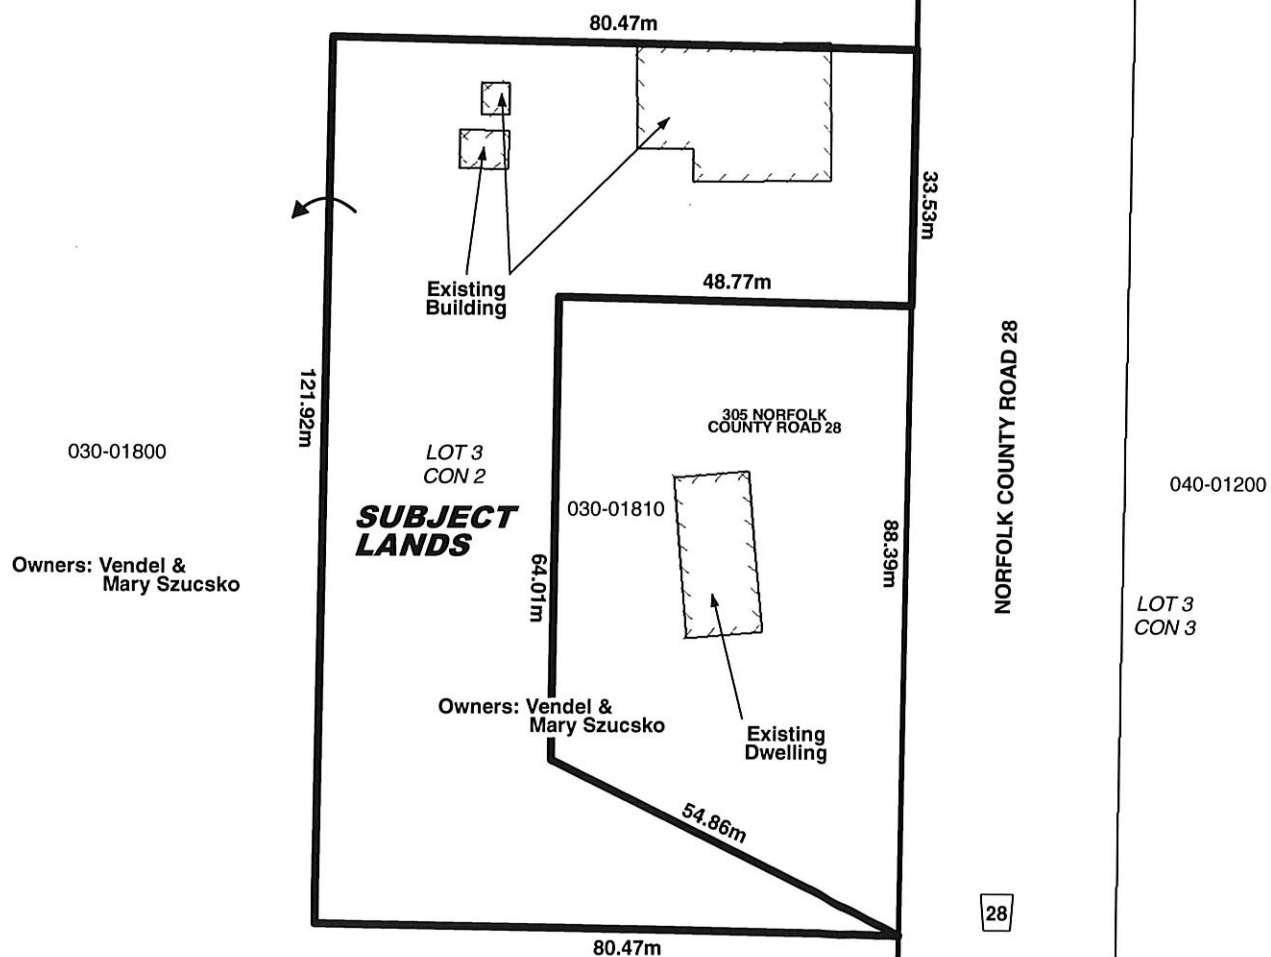 80.47m
33.53m
Existing
Building
48.77m
121.92m
305 NORFOLK
COUNTY ROAD 28
NORFOLK COUNTY ROAD 28
030-01800
LOT 3
CON 2
SUBJECT
LANDS
030-01810
040-01200
88.39m
64.01m
Owners: Vendel &
Mary Szucsko
LOT 3
CON 3
Owners: Vendel &
Mary Szucsko
Existing
Dwelling
54.86m
28
80.47m